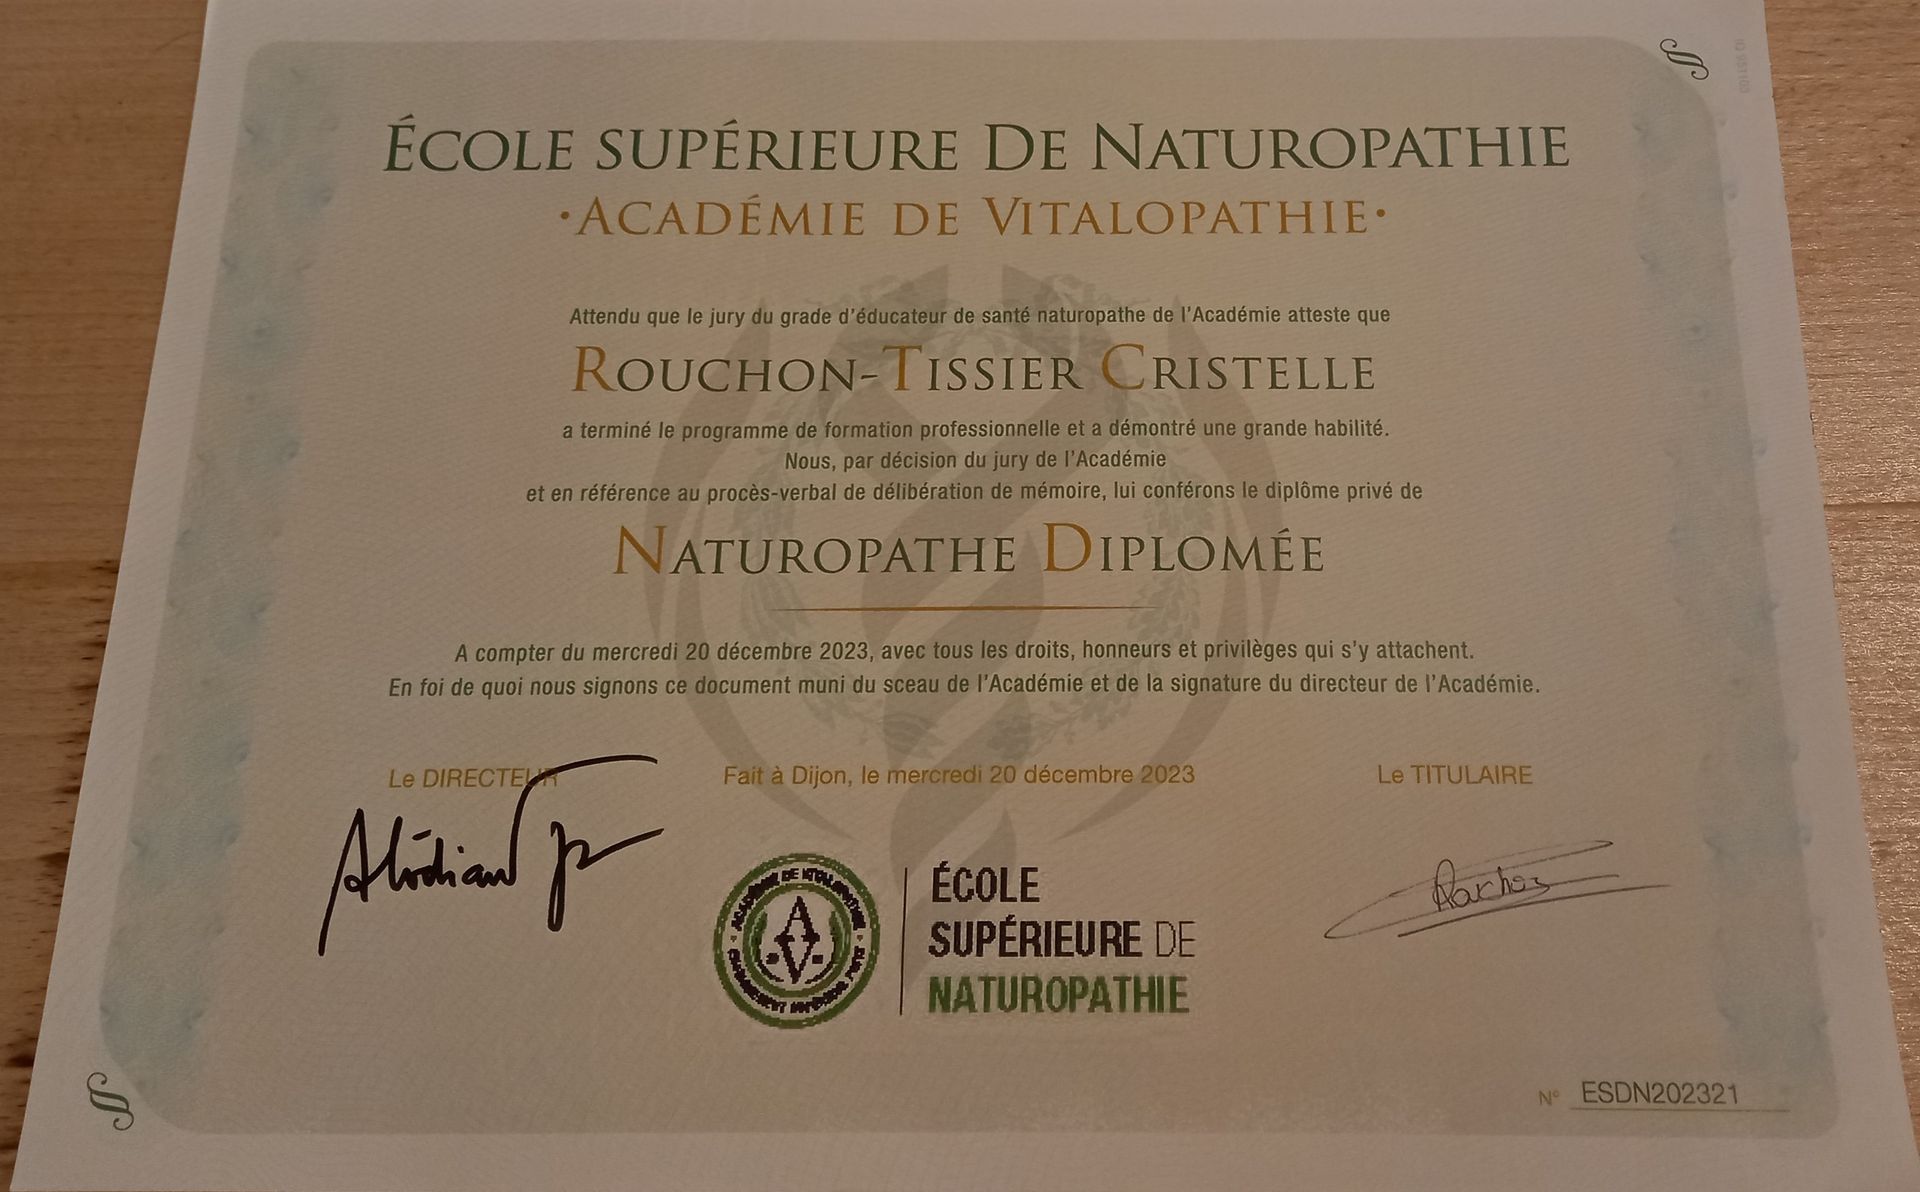 ÉCOLE SUPÉRIEURE DE NATUROPATHIE
·ACADÉMIE DE VITALOPATHIE·
Attendu que le jury du grade d'éducateur de santé naturopathe de l'Académie atteste que
ROUCHON-TISSIER CRISTELLE
a terminé le programme de formation professionnelle et a démontré une grande habilité.
Nous, par décision du jury de l'Académie
et en référence au procès-verbal de délibération de mémoire, lui conférons le diplôme privé de
NATUROPATHE DIPLOMÉE
A compter du mercredi 20 décembre 2023, avec tous les droits, honneurs et privilèges qui s'y attachent.
En foi de quoi nous signons ce document muni du sceau de l'Académie et de la signature du directeur de l'Académie.
Le DIRECTEUR
Fait à Dijon, le mercredi 20 décembre 2023
Le TITULAIRE
Rouchon
ACADÉMIE DE VITALOPATHIE
ÉCOLE
SUPÉRIEURE DE
NATUROPATHIE
N° ESDN202321